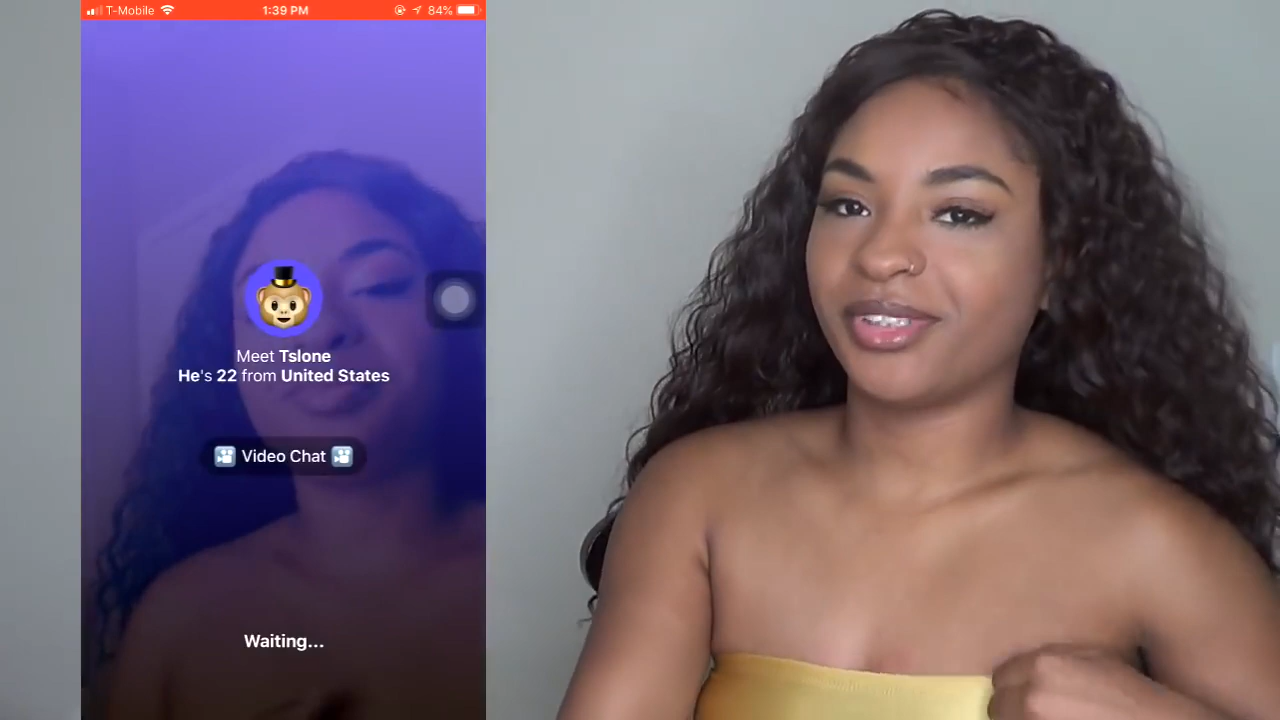 T-Mobile 1:39 PM 84%
Meet Tslone
He's 22 from United States
Video Chat
Waiting...